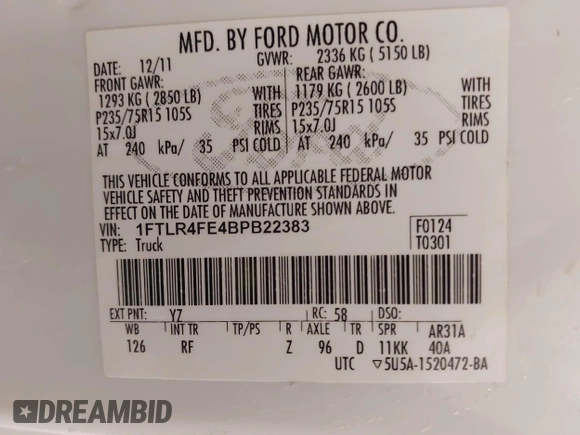 MFD. BY FORD MOTOR CO.
DATE: 12/11 GVWR: 2336 KG (5150 LB)
FRONT GAWR: REAR GAWR:
1293 KG (2850 LB) WITH 1179 KG (2600 LB) WITH
P235/75R15 105S TIRES P235/75R15 105S TIRES
15x7.0J RIMS 15x7.0J RIMS
AT 240 kPa/ 35 PSI COLD AT 240 kPa/ 35 PSI COLD
THIS VEHICLE CONFORMS TO ALL APPLICABLE FEDERAL MOTOR
VEHICLE SAFETY AND THEFT PREVENTION STANDARDS IN
EFFECT ON THE DATE OF MANUFACTURE SHOWN ABOVE.
VIN: 1FTLR4FE4BPB22383 F0124
TYPE: Truck T0301
EXT PNT: YZ RC: 58 DSO:
WB INT TR TP/PS R AXLE TR SPR AR31A
126 RF Z 96 D 11KK 40A
UTC ▽5U5A-1520472-BA
DREAMBID